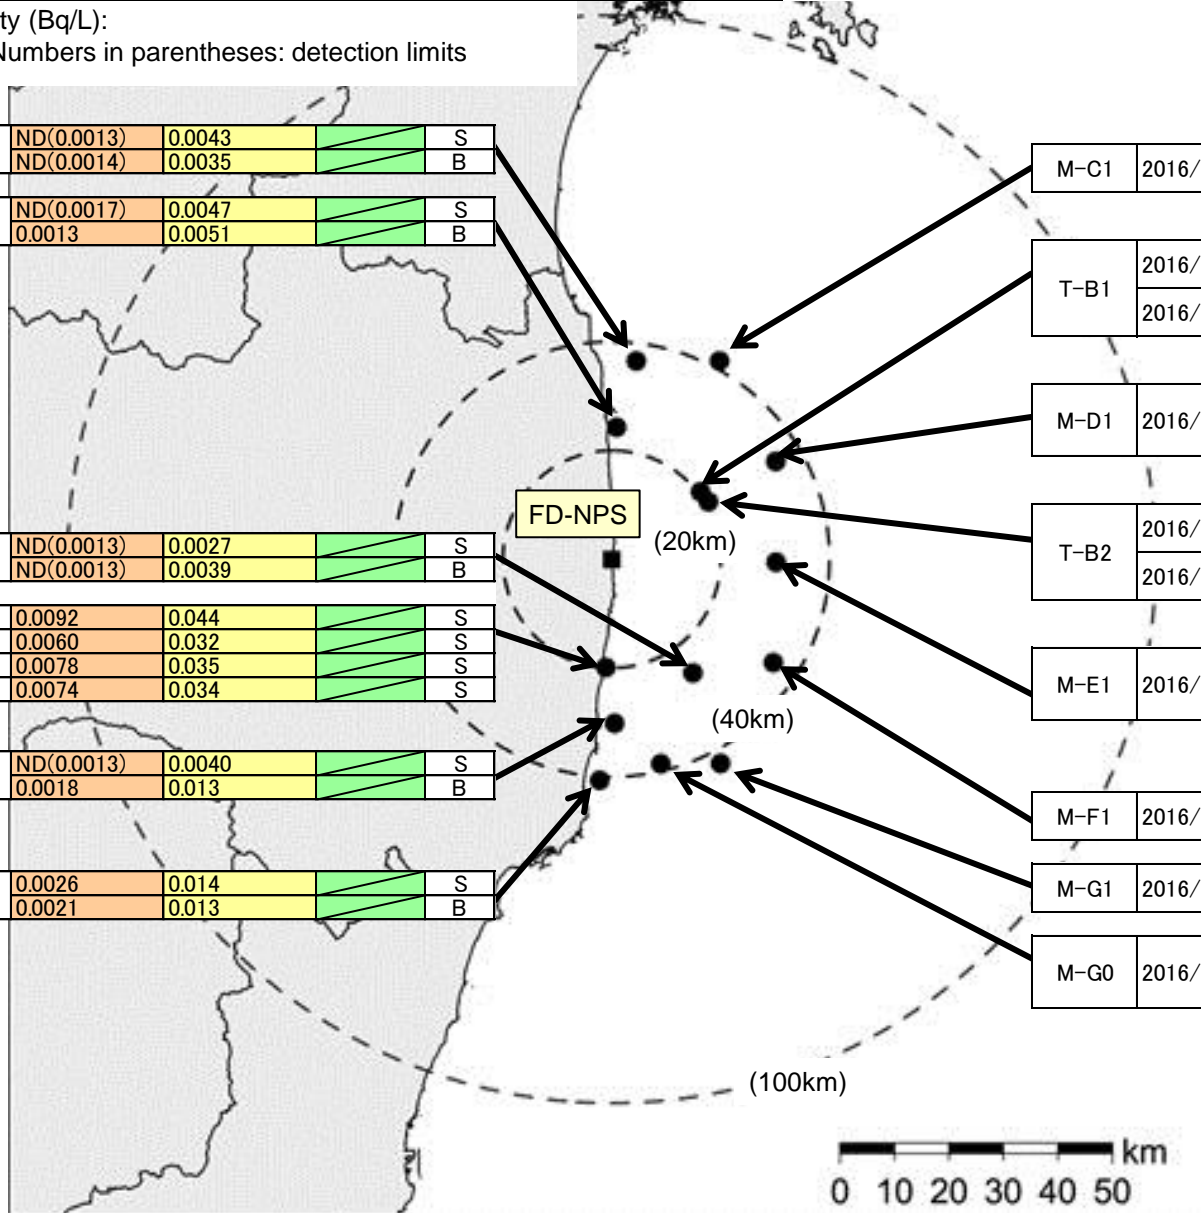 ty (Bq/L):
Numbers in parentheses: detection limits
ND(0.0013) 0.0043 S
ND(0.0014) 0.0035 B
ND(0.0017) 0.0047 S
0.0013 0.0051 B
M-C1 2016/
T-B1 2016/
2016/
M-D1 2016/
FD-NPS
(20km)
T-B2 2016/
2016/
ND(0.0013) 0.0027 S
ND(0.0013) 0.0039 B
0.0092 0.044 S
0.0060 0.032 S
0.0078 0.035 S
0.0074 0.034 S
M-E1 2016/
(40km)
ND(0.0013) 0.0040 S
0.0018 0.013 B
M-F1 2016/
0.0026 0.014 S
0.0021 0.013 B
M-G1 2016/
M-G0 2016/
(100km)
km
0 10 20 30 40 50